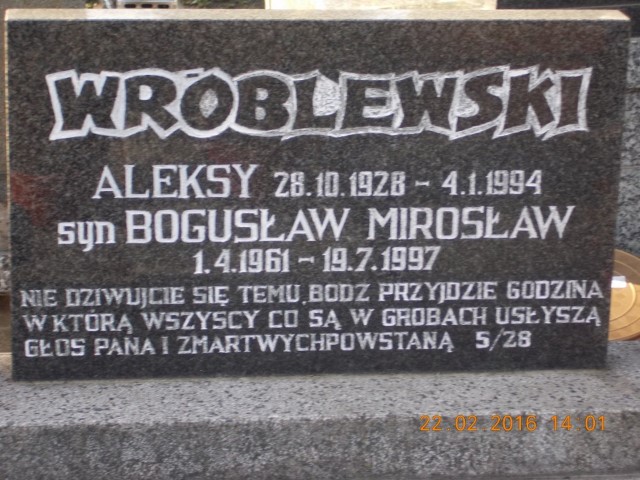 WRÓBLEWSKI
ALEKSY 28.10.1928 - 4.1.1994
syn BOGUSŁAW MIROSŁAW
1.4.1961 - 19.7.1997
NIE DZIWUJCIE SIĘ TEMU, BODZ PRZYJDZIE GODZINA
W KTÓRĄ WSZYSCY CO SĄ W GROBACH USŁYSZĄ
GŁOS PANA I ZMARTWYCHPOWSTANĄ 5/28
22 02 2016 14 01